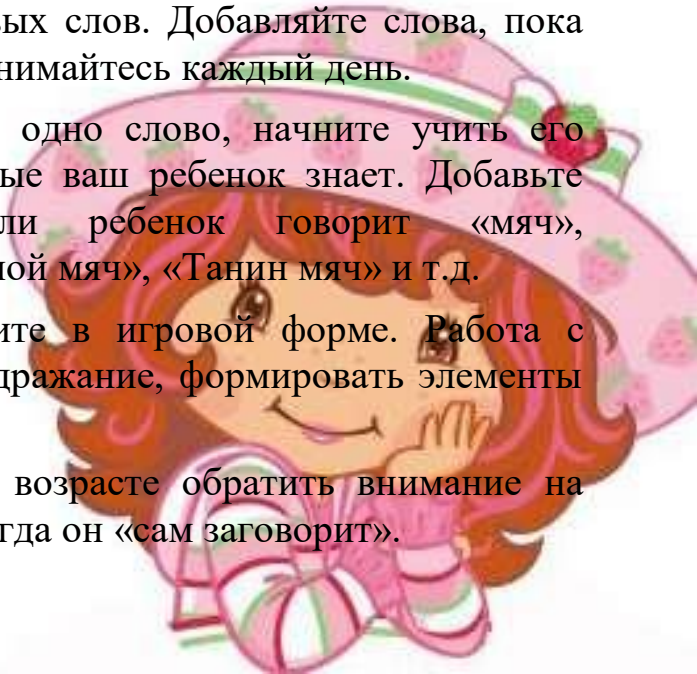 вых слов. Добавляйте слова, пока
нимайтесь каждый день.
одно слово, начните учить его
ые ваш ребенок знает. Добавьте
ли ребенок говорит «мяч»,
ной мяч», «Танин мяч» и т.д.
ите в игровой форме. Работа с
дражание, формировать элементы
возрасте обратить внимание на
гда он «сам заговорит».